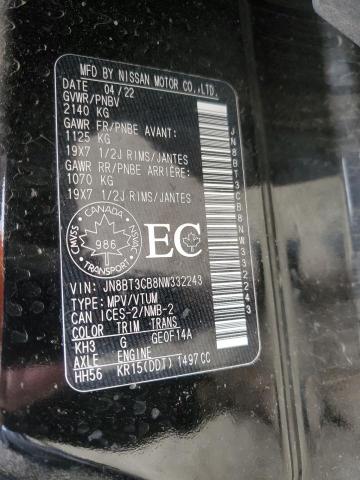 MFD BY NISSAN MOTOR CO.,LTD.
DATE 04/22
GVWR/PNBV
2140 KG
GAWR FR/PNBE AVANT:
1125 KG
19X7 1/2J RIMS/JANTES
GAWR RR/PNBE ARRIÈRE:
1070 KG
19X7 1/2J RIMS/JANTES
CANADA
CMVSS NSVAC
986
TRANSPORT
EC
VIN: JN8BT3CB8NW332243
TYPE: MPV/VTUM
CAN ICES-2/NMB-2
COLOR TRIM TRANS
KH3 G GE0F14A
AXLE ENGINE
HH56 KR15(DDT) 1497CC
JN8BT3CB8NW332243